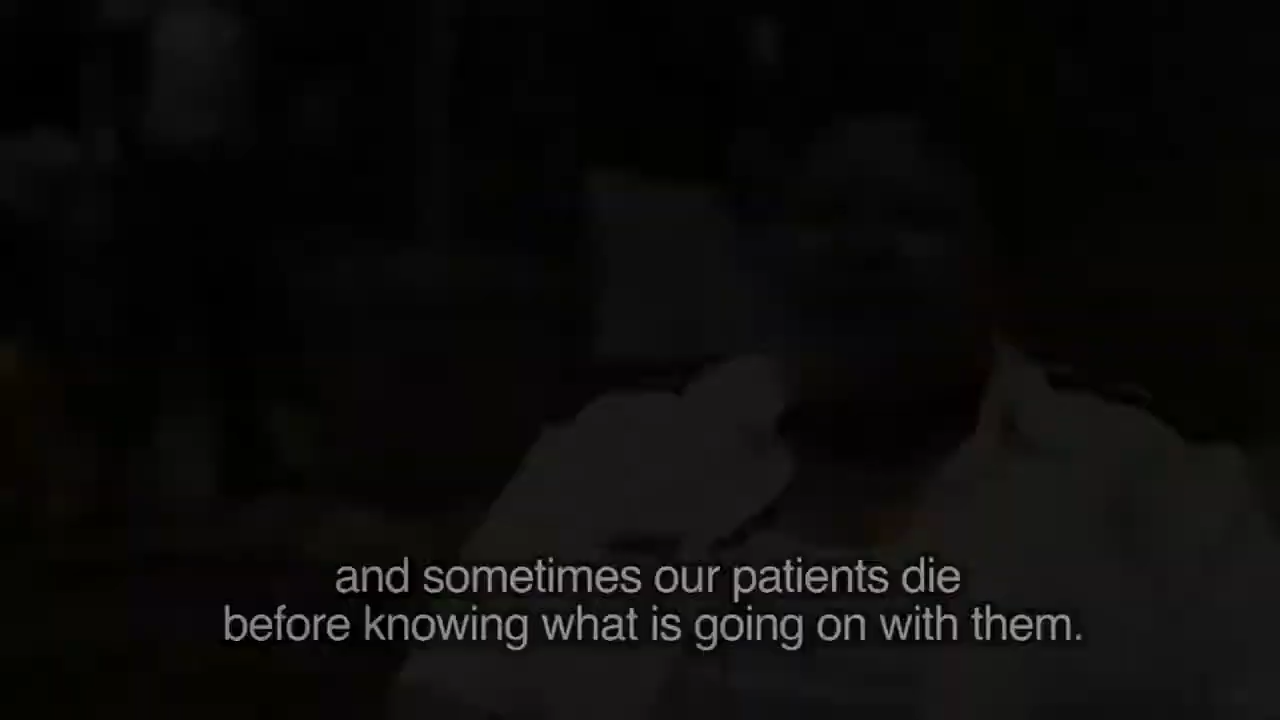 and sometimes our patients die
before knowing what is going on with them.